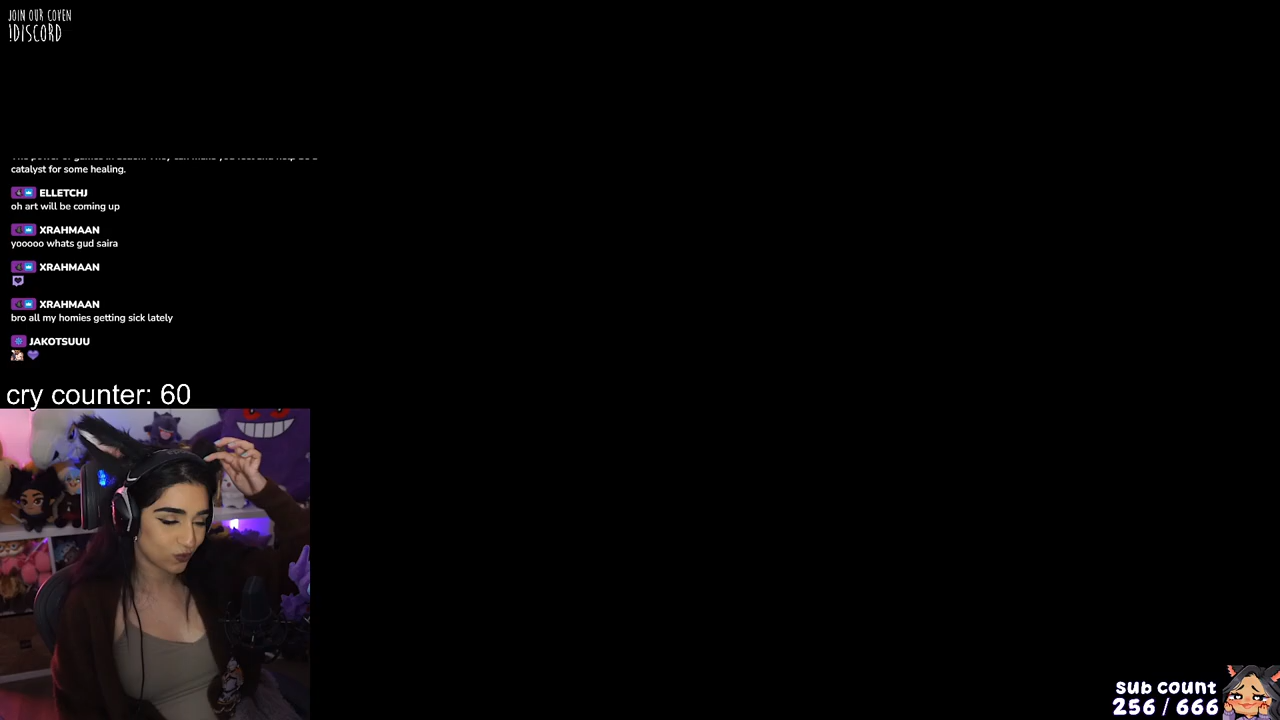 JOIN OUR COVEN
!DISCORD
catalyst for some healing.
ELLETCHJ
oh art will be coming up
XRAHMAAN
yooooo whats gud saira
XRAHMAAN
XRAHMAAN
bro all my homies getting sick lately
JAKOTSUUU
cry counter: 60
sub count
256 / 666